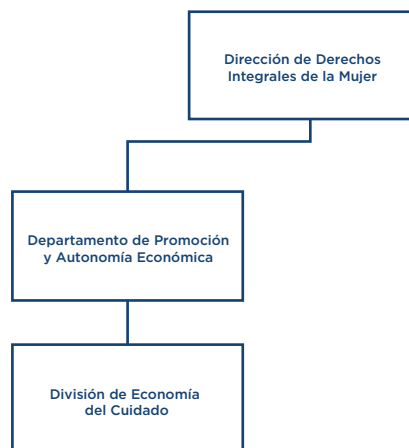 Dirección de Derechos
Integrales de la Mujer
Departamento de Promoción
y Autonomía Económica
División de Economía
del Cuidado